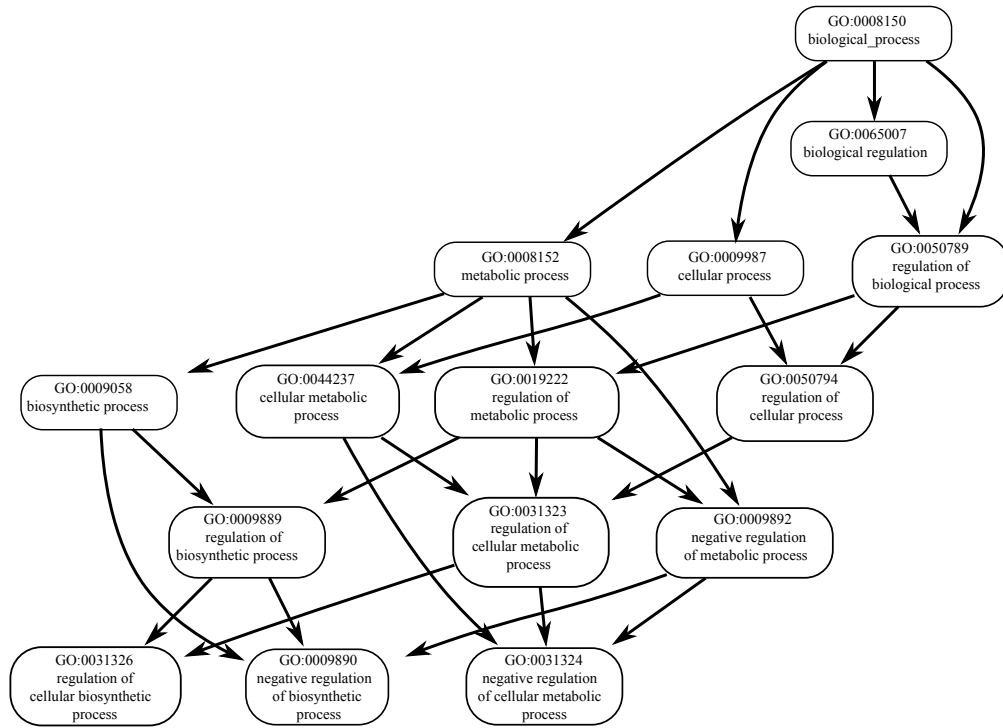 GO:0008150
biological_process
GO:0065007
biological regulation
GO:0008152
metabolic process
GO:0009987
cellular process
GO:0050789
regulation of
biological process
GO:0009058
biosynthetic process
GO:0044237
cellular metabolic
process
GO:0019222
regulation of
metabolic process
GO:0050794
regulation of
cellular process
GO:0009889
regulation of
biosynthetic process
GO:0031323
regulation of
cellular metabolic
process
GO:0009892
negative regulation
of metabolic process
GO:0031326
regulation of
cellular biosynthetic
process
GO:0009890
negative regulation
of biosynthetic
process
GO:0031324
negative regulation
of cellular metabolic
process